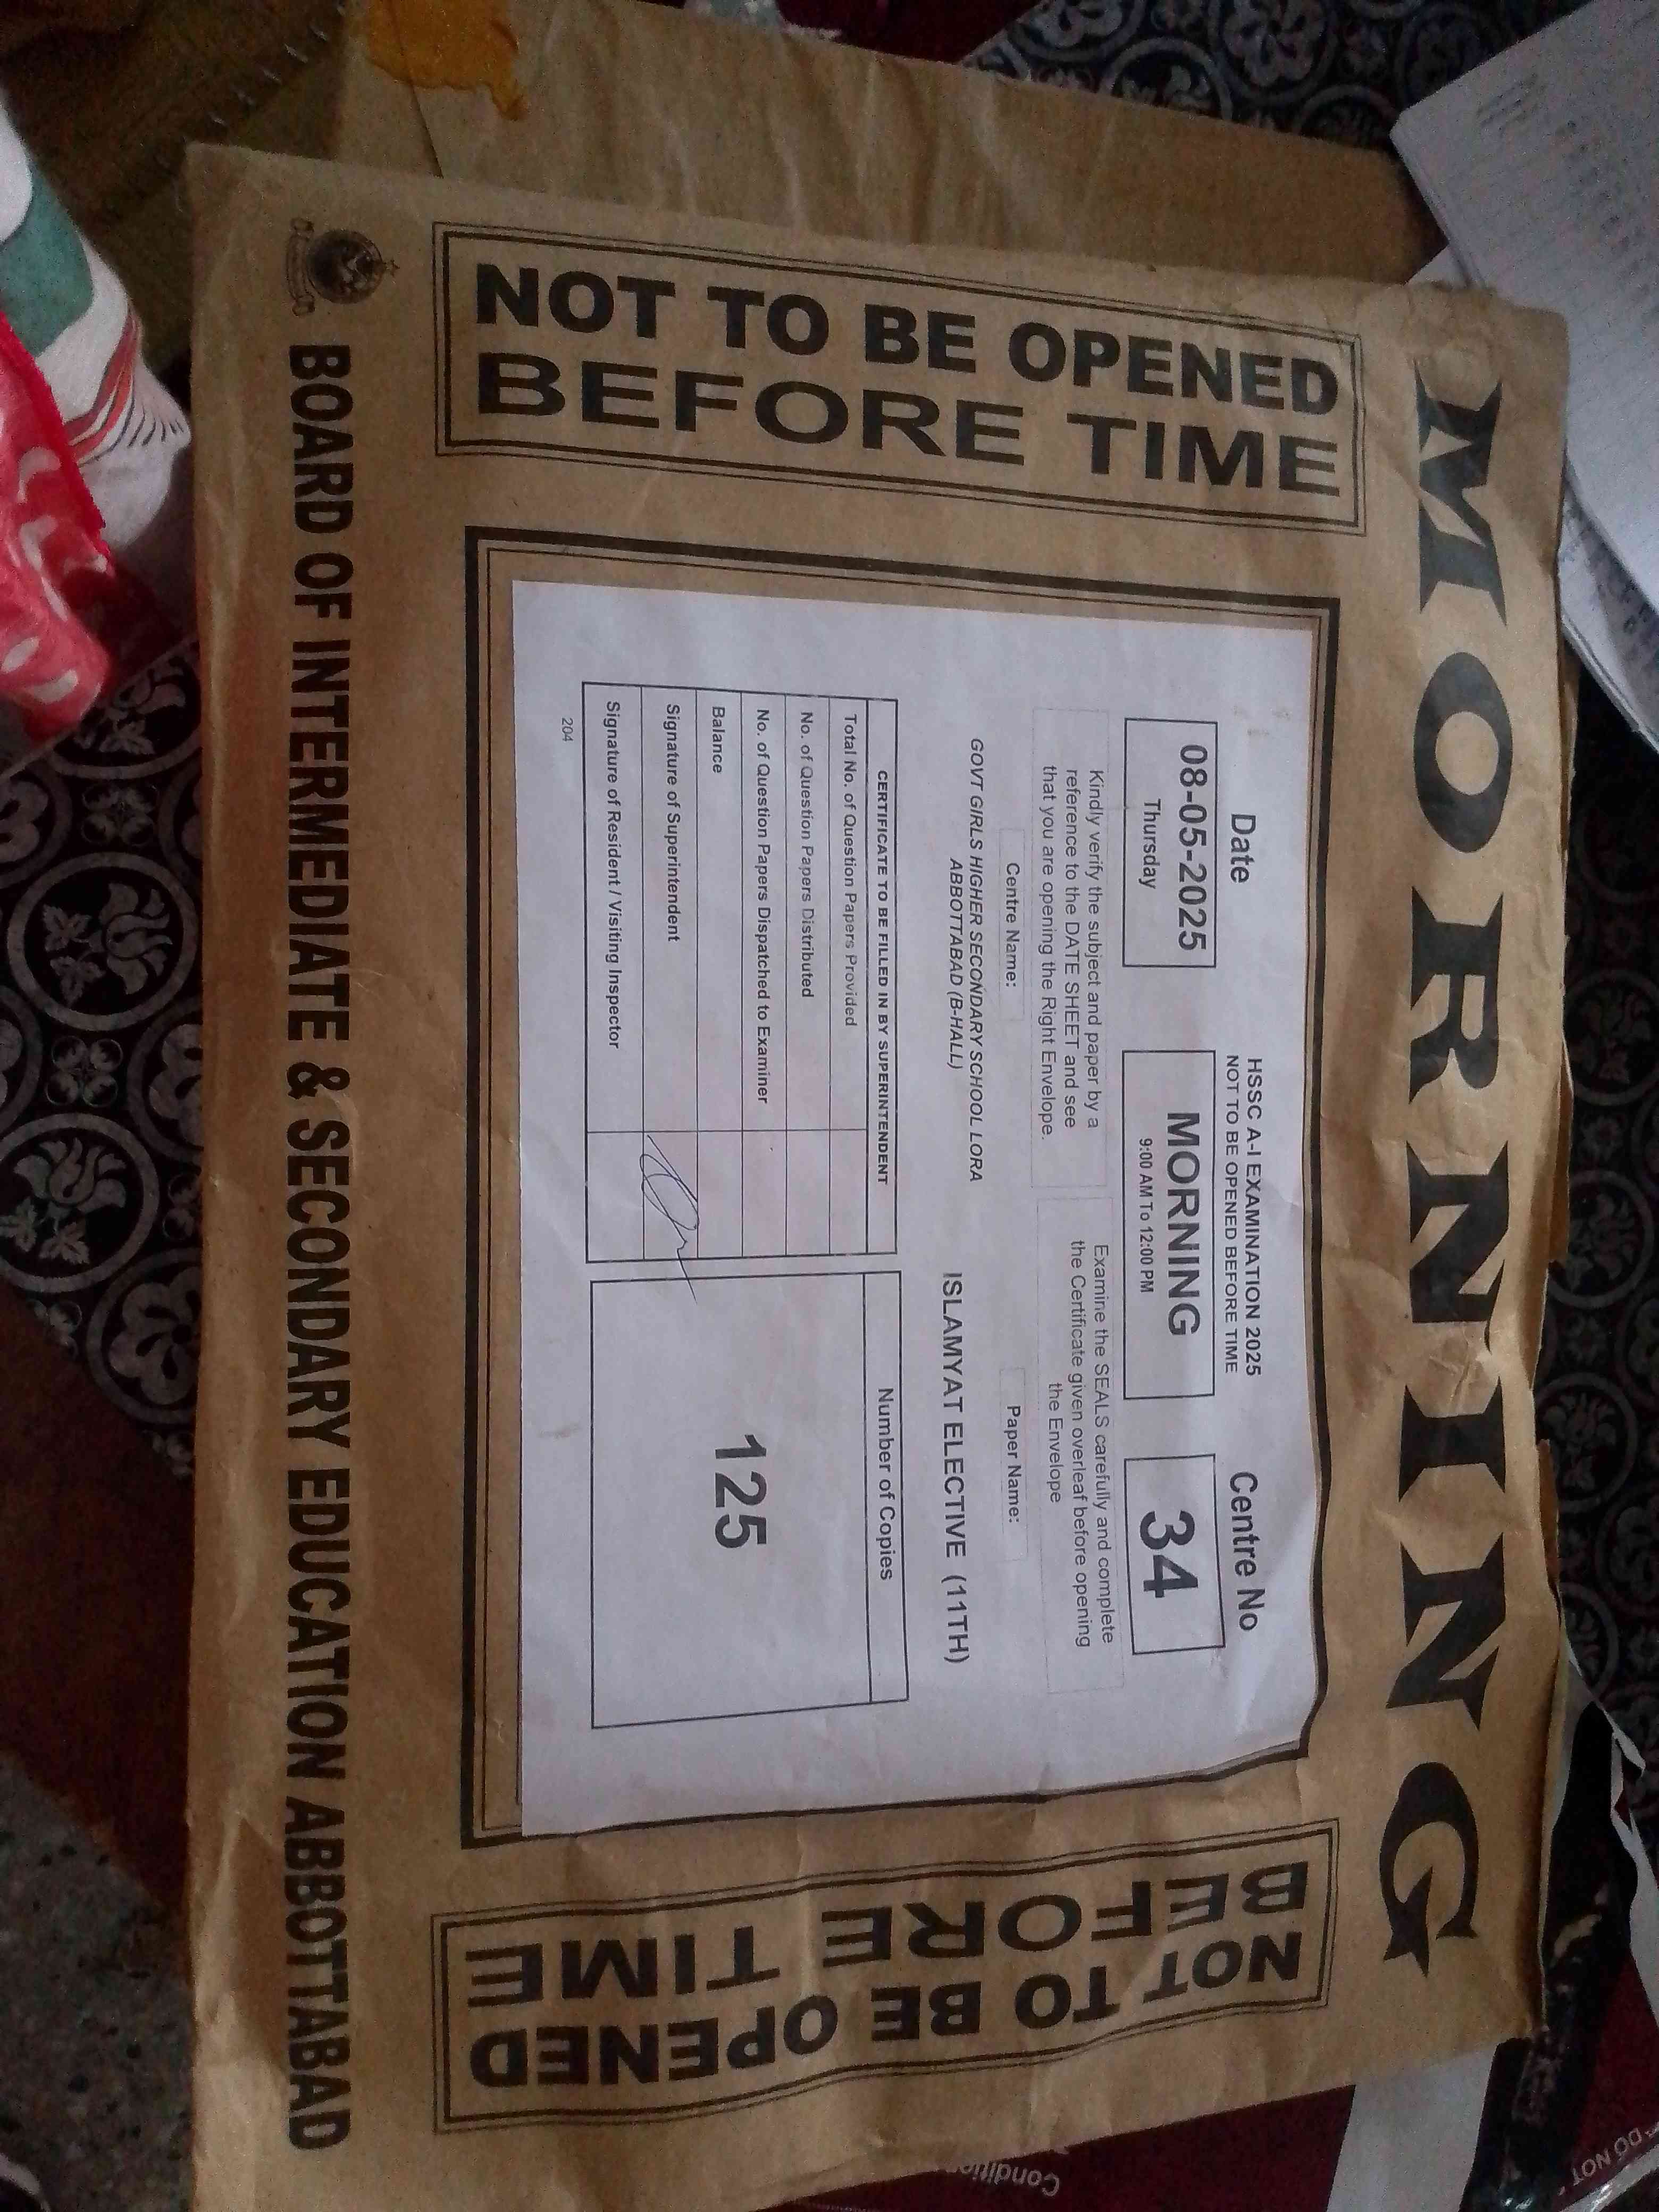 MORNING
NOT TO BE OPENED
BEFORE TIME
HSSC A-I EXAMINATION 2025
NOT TO BE OPENED BEFORE TIME
Date
08-05-2025
Thursday
MORNING
9:00 AM To 12:00 PM
Centre No
34
Kindly verify the subject and paper by a
reference to the DATE SHEET and see
that you are opening the Right Envelope.
Examine the SEALS carefully and complete
the Certificate given overleaf before opening
the Envelope
Centre Name:
GOVT GIRLS HIGHER SECONDARY SCHOOL LORA
ABBOTTABAD (B-HALL)
Paper Name:
ISLAMYAT ELECTIVE (11TH)
CERTIFICATE TO BE FILLED IN BY SUPERINTENDENT
Total No. of Question Papers Provided
No. of Question Papers Distributed
No. of Question Papers Dispatched to Examiner
Balance
Signature of Superintendent
Signature of Resident / Visiting Inspector
Number of Copies
125
204
NOT TO BE OPENED
BEFORE TIME
BOARD OF INTERMEDIATE & SECONDARY EDUCATION ABBOTTABAD
DO NOT